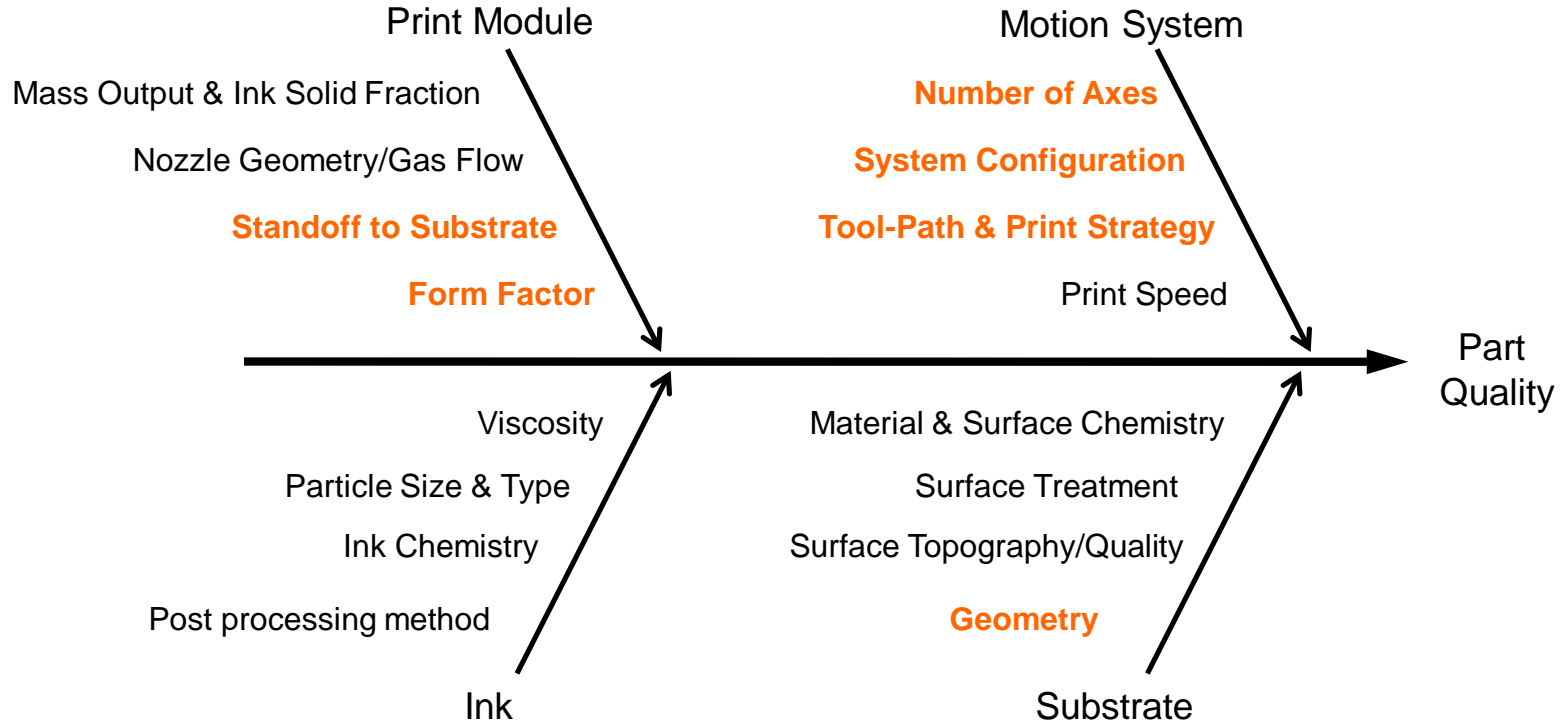 Print Module
Mass Output & Ink Solid Fraction
Nozzle Geometry/Gas Flow
Standoff to Substrate
Form Factor
Motion System
Number of Axes
System Configuration
Tool-Path & Print Strategy
Print Speed
Part
Quality
Viscosity
Particle Size & Type
Ink Chemistry
Post processing method
Ink
Material & Surface Chemistry
Surface Treatment
Surface Topography/Quality
Geometry
Substrate